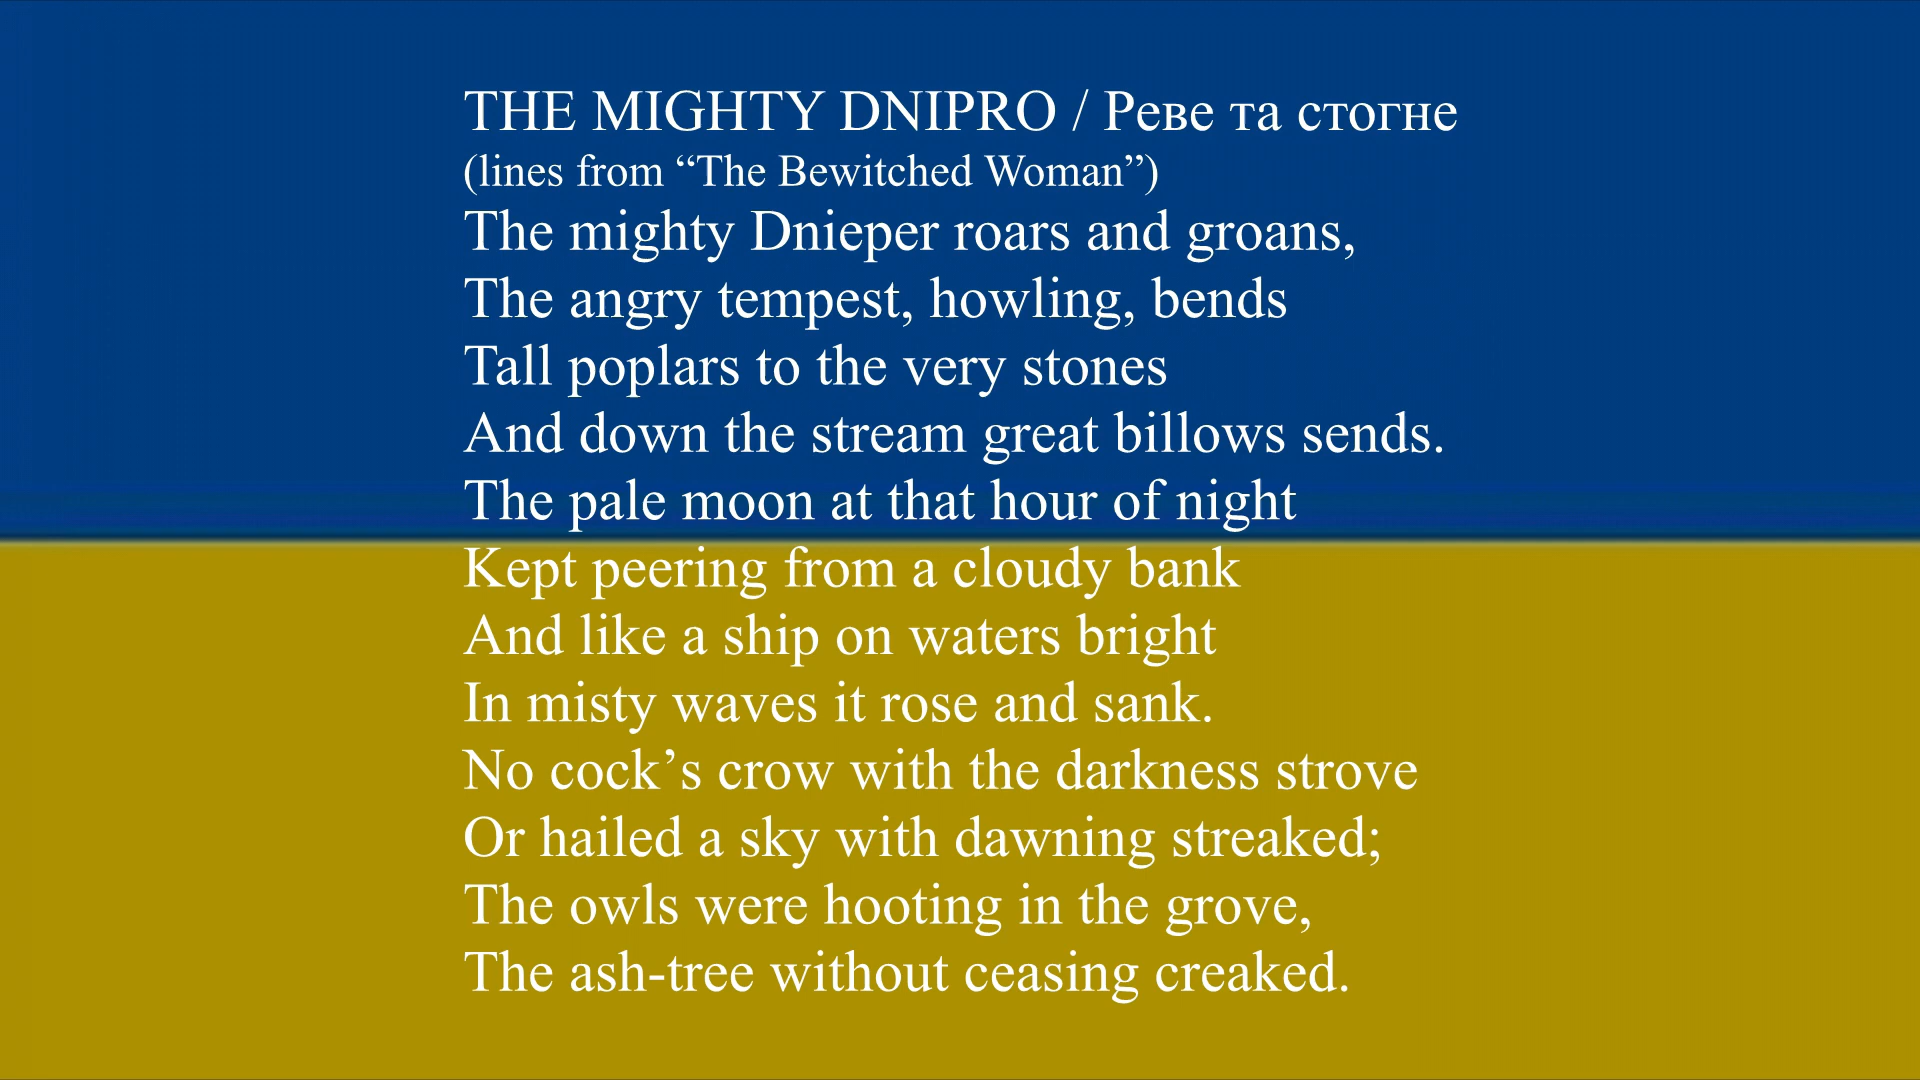 THE MIGHTY DNIPRO / Реве та стогне
(lines from “The Bewitched Woman”)
The mighty Dnieper roars and groans,
The angry tempest, howling, bends
Tall poplars to the very stones
And down the stream great billows sends.
The pale moon at that hour of night
Kept peering from a cloudy bank
And like a ship on waters bright
In misty waves it rose and sank.
No cock’s crow with the darkness strove
Or hailed a sky with dawning streaked;
The owls were hooting in the grove,
The ash-tree without ceasing creaked.